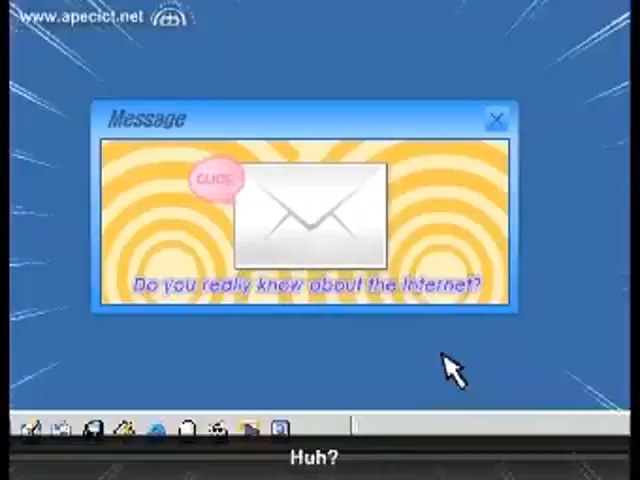 www.apecict.net
Message
CLICK
Do you really know about the Internet?
Huh?